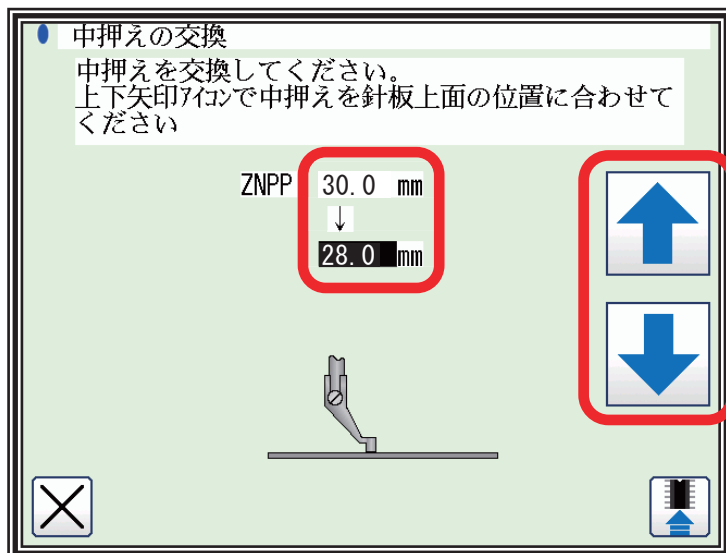 中押えの交換
中押えを交換してください。
上下矢印ｱｲｺﾝで中押えを針板上面の位置に合わせて
ください
ZNPP 30.0 mm
↓
28.0 mm